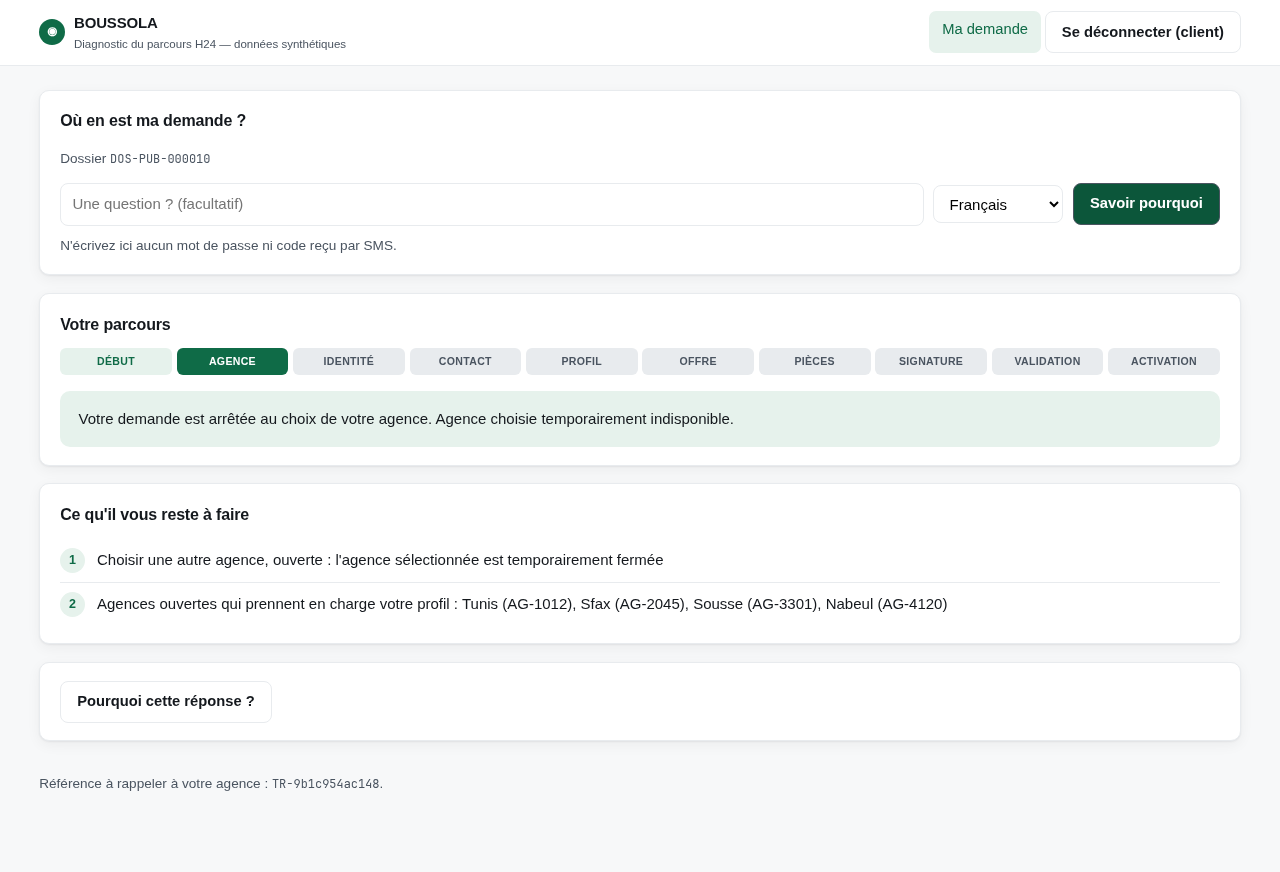 BOUSSOLA
Diagnostic du parcours H24 — données synthétiques
Ma demande
Se déconnecter (client)
Où en est ma demande ?
Dossier DOS-PUB-000010
Une question ? (facultatif)
Français
Savoir pourquoi
N'écrivez ici aucun mot de passe ni code reçu par SMS.
Votre parcours
DÉBUT
AGENCE
IDENTITÉ
CONTACT
PROFIL
OFFRE
PIÈCES
SIGNATURE
VALIDATION
ACTIVATION
Votre demande est arrêtée au choix de votre agence. Agence choisie temporairement indisponible.
Ce qu'il vous reste à faire
1 Choisir une autre agence, ouverte : l'agence sélectionnée est temporairement fermée
2 Agences ouvertes qui prennent en charge votre profil : Tunis (AG-1012), Sfax (AG-2045), Sousse (AG-3301), Nabeul (AG-4120)
Pourquoi cette réponse ?
Référence à rappeler à votre agence : TR-9b1c954ac148.